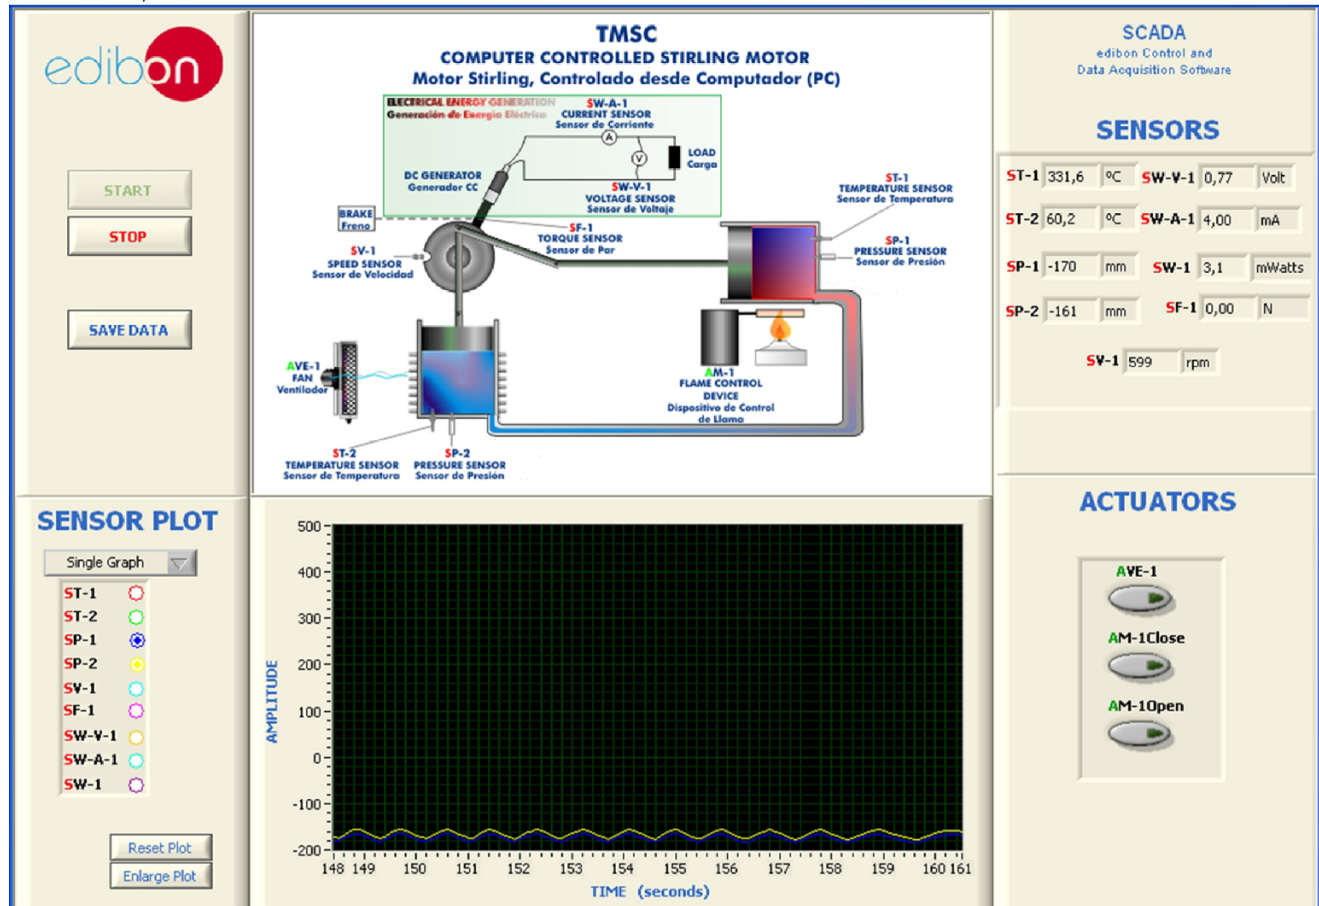 edibon
START
STOP
SAVE DATA
TMSC
COMPUTER CONTROLLED STIRLING MOTOR
Motor Stirling, Controlado desde Computador (PC)
ELECTRICAL ENERGY GENERATION
Generación de Energia Eléctrica
SW-A-1
CURRENT SENSOR
Sensor de Corriente
A
V
LOAD
Carga
DC GENERATOR
Generador CC
SW-V-1
VOLTAGE SENSOR
Sensor de Voltaje
BRAKE
Freno
SF-1
TORQUE SENSOR
Sensor de Par
SV-1
SPEED SENSOR
Sensor de Velocidad
ST-1
TEMPERATURE SENSOR
Sensor de Temperatura
SP-1
PRESSURE SENSOR
Sensor de Presión
AVE-1
FAN
Ventilador
AM-1
FLAME CONTROL
DEVICE
Dispositivo de Control
de Llama
ST-2
TEMPERATURE SENSOR
Sensor de Temperatura
SP-2
PRESSURE SENSOR
Sensor de Presión
SCADA
edibon Control and
Data Acquisition Software
SENSORS
ST-1 331,6 ºC SW-V-1 0,77 Volt
ST-2 60,2 ºC SW-A-1 4,00 mA
SP-1 -170 mm SW-1 3,1 mWatts
SP-2 -161 mm SF-1 0,00 N
SV-1 599 rpm
SENSOR PLOT
Single Graph
ST-1
ST-2
SP-1
SP-2
SV-1
SF-1
SW-V-1
SW-A-1
SW-1
Reset Plot
Enlarge Plot
AMPLITUDE
500
400
300
200
100
0
-100
-200
148 149 150 151 152 153 154 155 156 157 158 159 160 161
TIME (seconds)
ACTUATORS
AVE-1
AM-1Close
AM-1Open